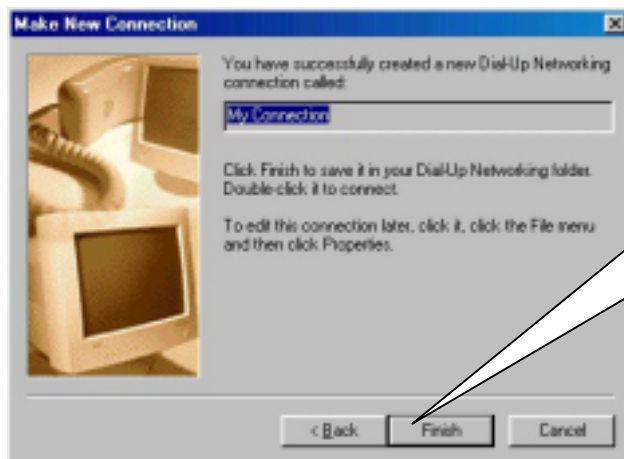 Make New Connection
You have successfully created a new Dial-Up Networking
connection called:
My Connection
Click Finish to save it in your Dial-Up Networking folder.
Double-click it to connect.
To edit this connection later, click it, click the File menu
and then click Properties.
< Back
Finish
Cancel